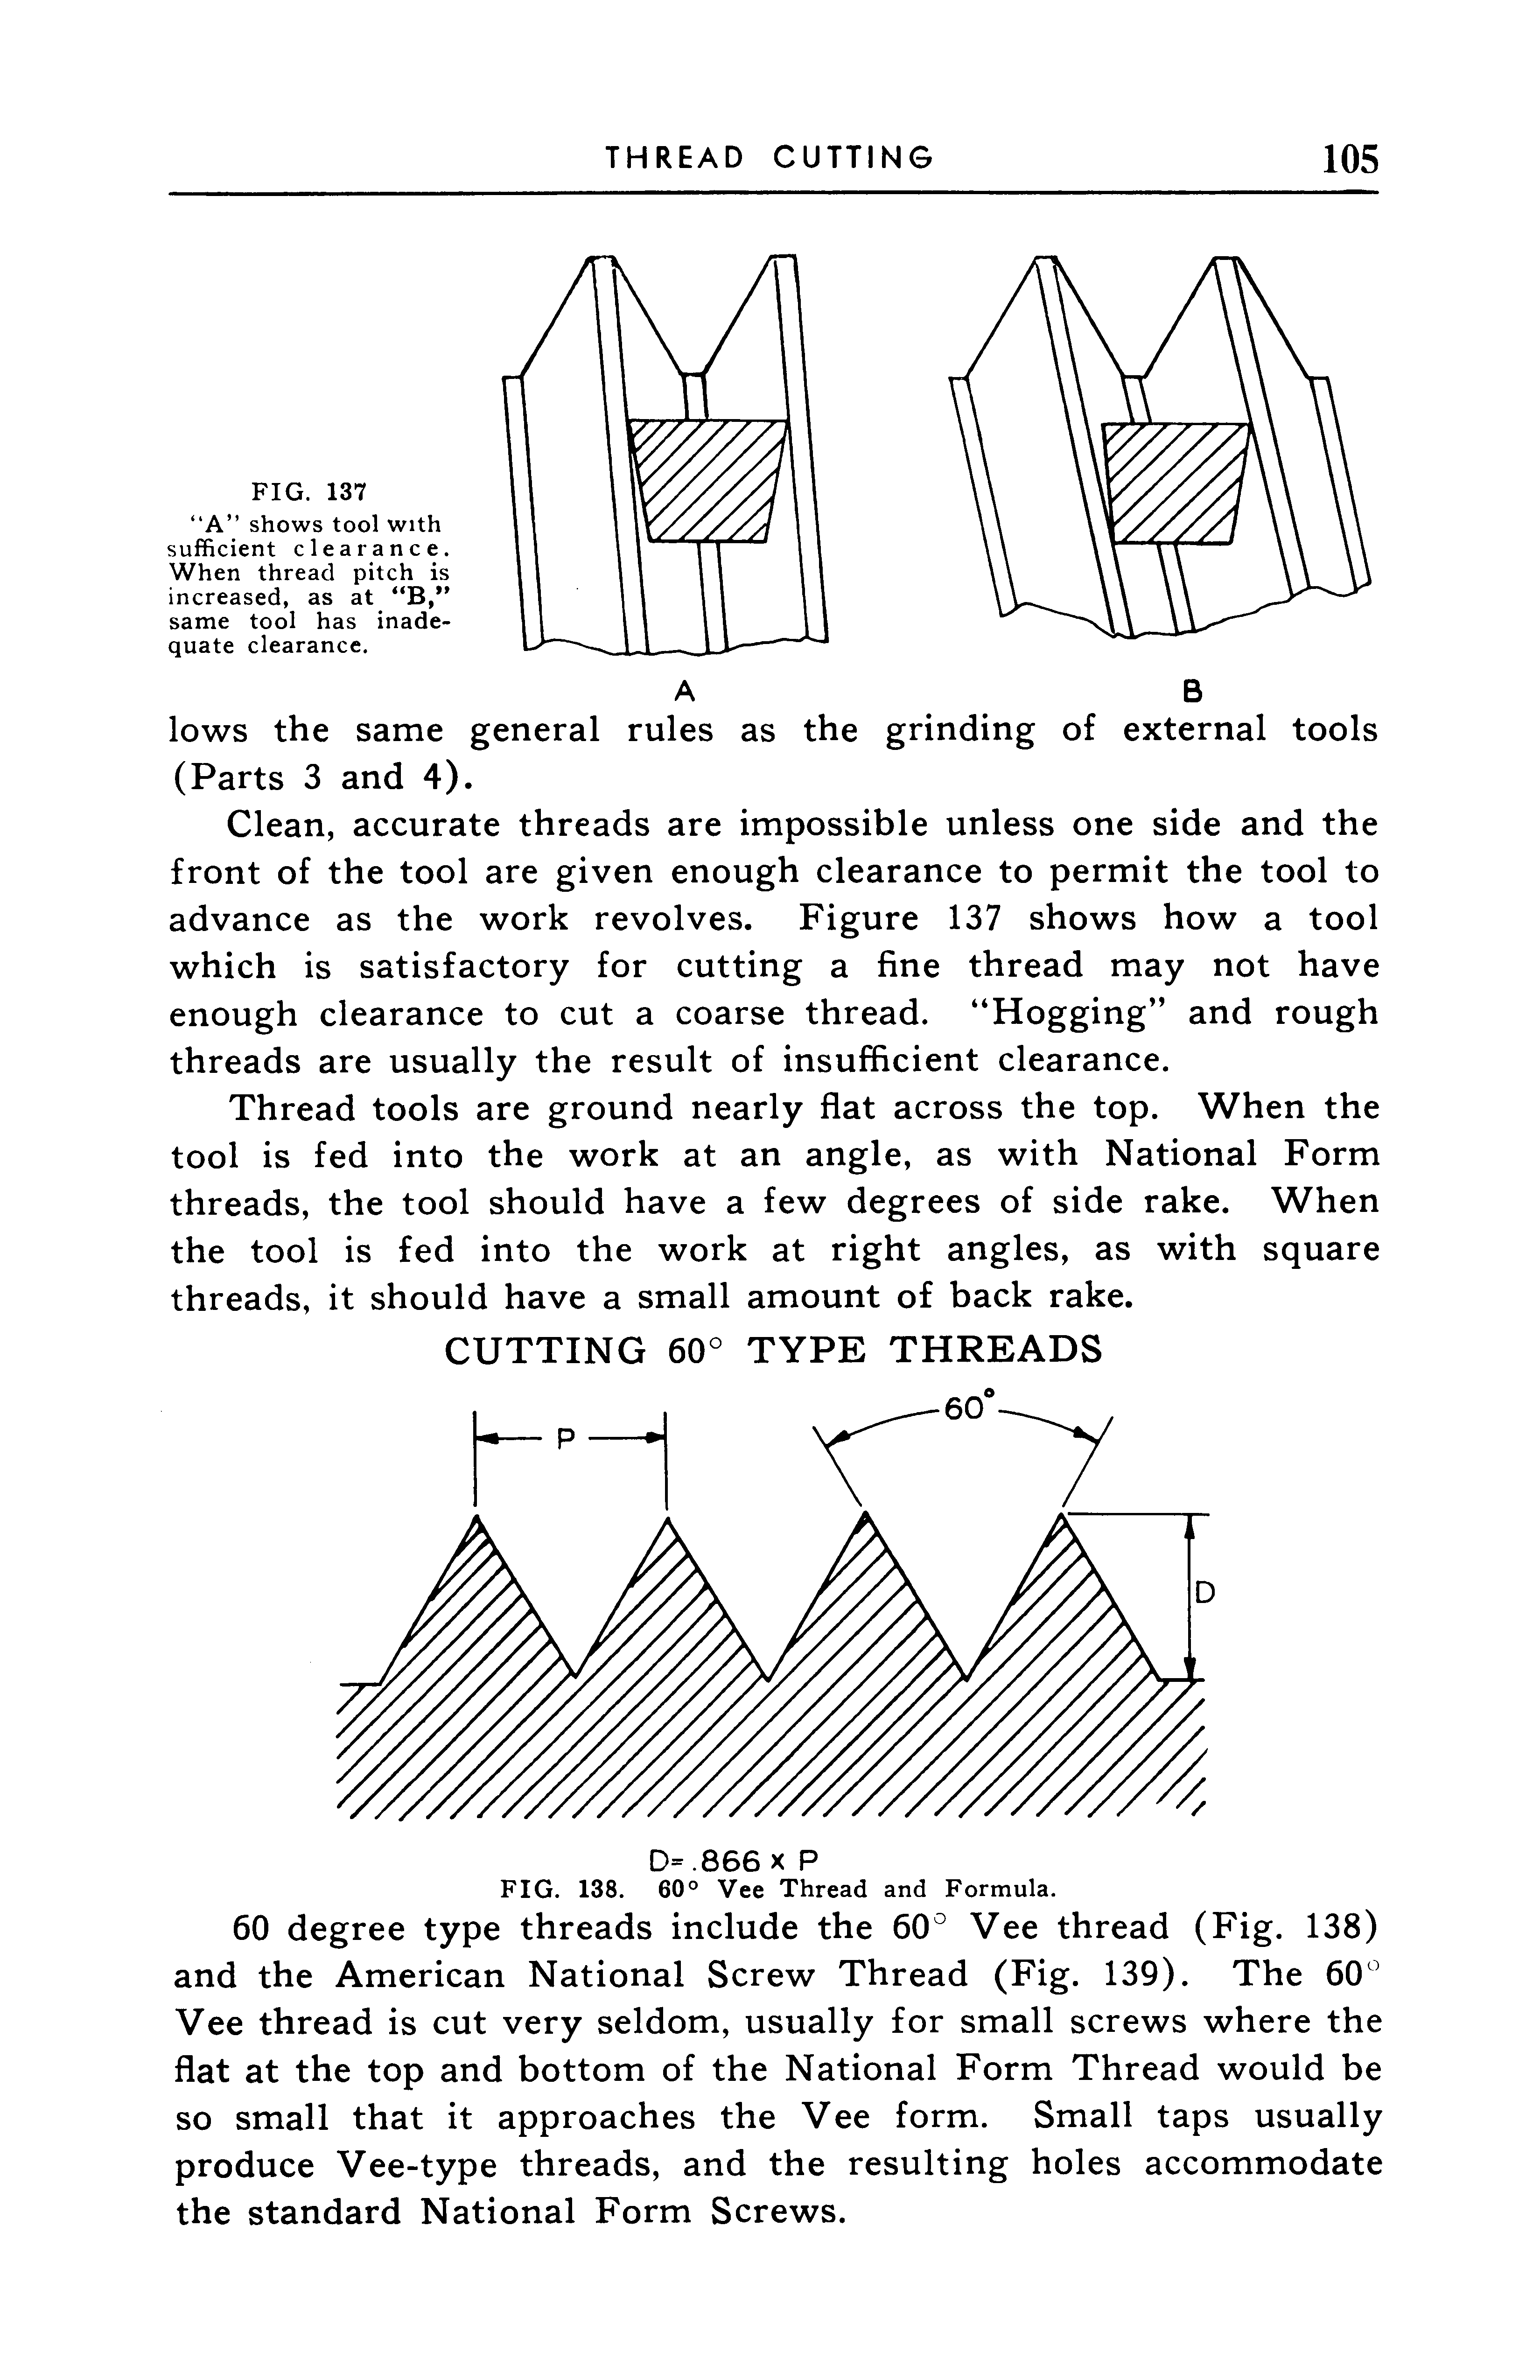 THREAD CUTTING 105
FIG. 137
“A” shows tool with
sufficient clearance.
When thread pitch is
increased, as at “B,”
same tool has inade-
quate clearance.
A B
lows the same general rules as the grinding of external tools
(Parts 3 and 4).
Clean, accurate threads are impossible unless one side and the
front of the tool are given enough clearance to permit the tool to
advance as the work revolves. Figure 137 shows how a tool
which is satisfactory for cutting a fine thread may not have
enough clearance to cut a coarse thread. “Hogging” and rough
threads are usually the result of insufficient clearance.
Thread tools are ground nearly flat across the top. When the
tool is fed into the work at an angle, as with National Form
threads, the tool should have a few degrees of side rake. When
the tool is fed into the work at right angles, as with square
threads, it should have a small amount of back rake.
CUTTING 60° TYPE THREADS
60°
P
D
D=.866 x P
FIG. 138. 60° Vee Thread and Formula.
60 degree type threads include the 60° Vee thread (Fig. 138)
and the American National Screw Thread (Fig. 139). The 60°
Vee thread is cut very seldom, usually for small screws where the
flat at the top and bottom of the National Form Thread would be
so small that it approaches the Vee form. Small taps usually
produce Vee-type threads, and the resulting holes accommodate
the standard National Form Screws.